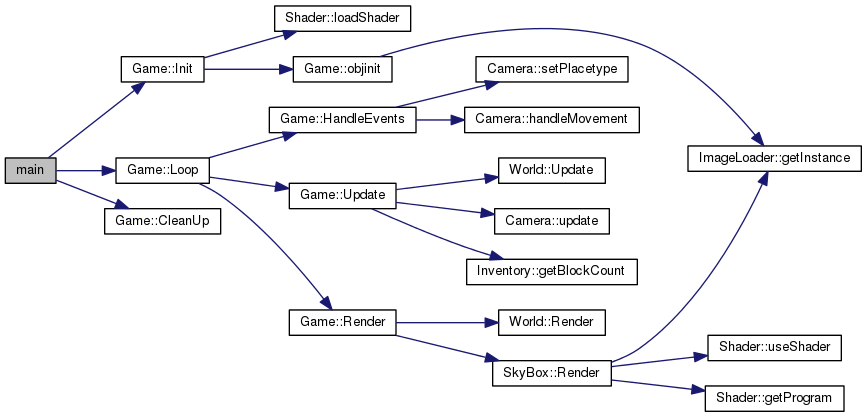 main
Game::Init
Game::Loop
Game::CleanUp
Shader::loadShader
Game::objinit
Game::HandleEvents
Game::Update
Game::Render
Camera::setPlacetype
Camera::handleMovement
World::Update
Camera::update
Inventory::getBlockCount
World::Render
SkyBox::Render
ImageLoader::getInstance
Shader::useShader
Shader::getProgram